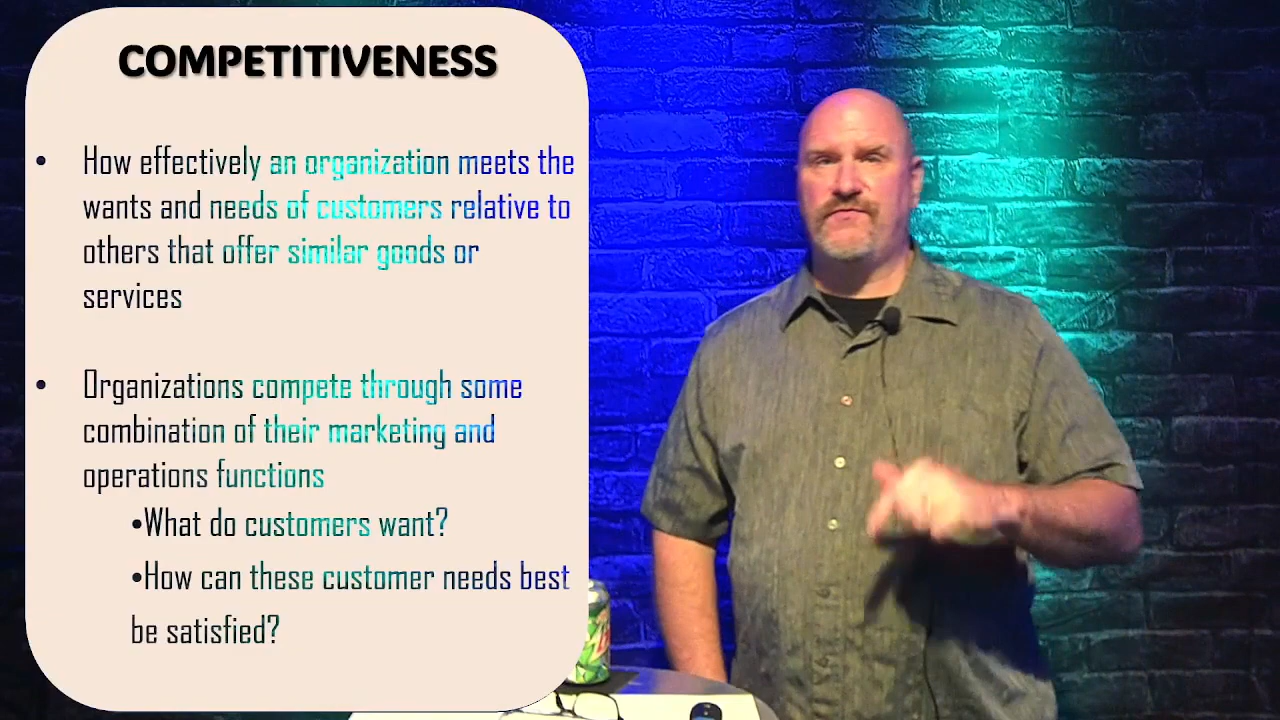 COMPETITIVENESS
• How effectively an organization meets the
wants and needs of customers relative to
others that offer similar goods or
services
• Organizations compete through some
combination of their marketing and
operations functions
•What do customers want?
•How can these customer needs best
be satisfied?